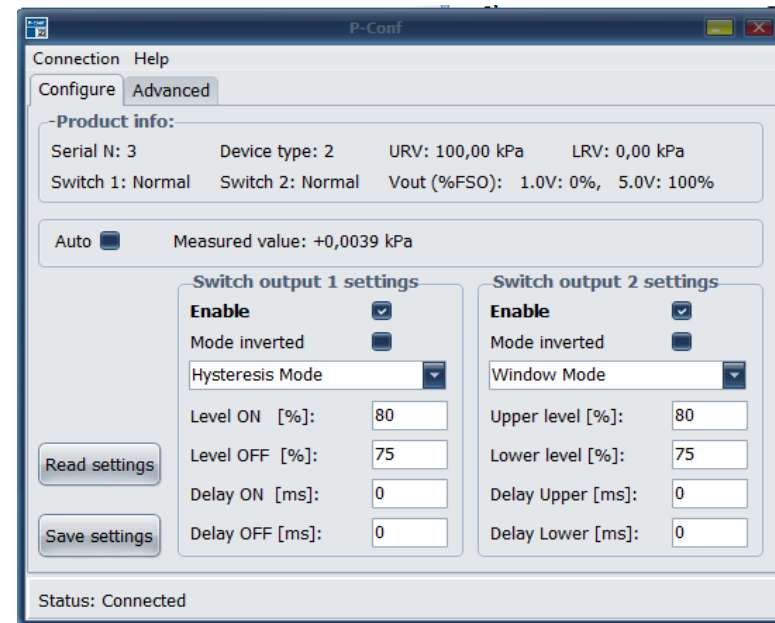 P-Conf
Connection Help
Configure Advanced
-Product info:
Serial N: 3 Device type: 2 URV: 100,00 kPa LRV: 0,00 kPa
Switch 1: Normal Switch 2: Normal Vout (%FSO): 1.0V: 0%, 5.0V: 100%
Auto Measured value: +0,0039 kPa
Switch output 1 settings
Enable
Mode inverted
Hysteresis Mode
Level ON [%]: 80
Level OFF [%]: 75
Delay ON [ms]: 0
Delay OFF [ms]: 0
Switch output 2 settings
Enable
Mode inverted
Window Mode
Upper level [%]: 80
Lower level [%]: 75
Delay Upper [ms]: 0
Delay Lower [ms]: 0
Read settings
Save settings
Status: Connected